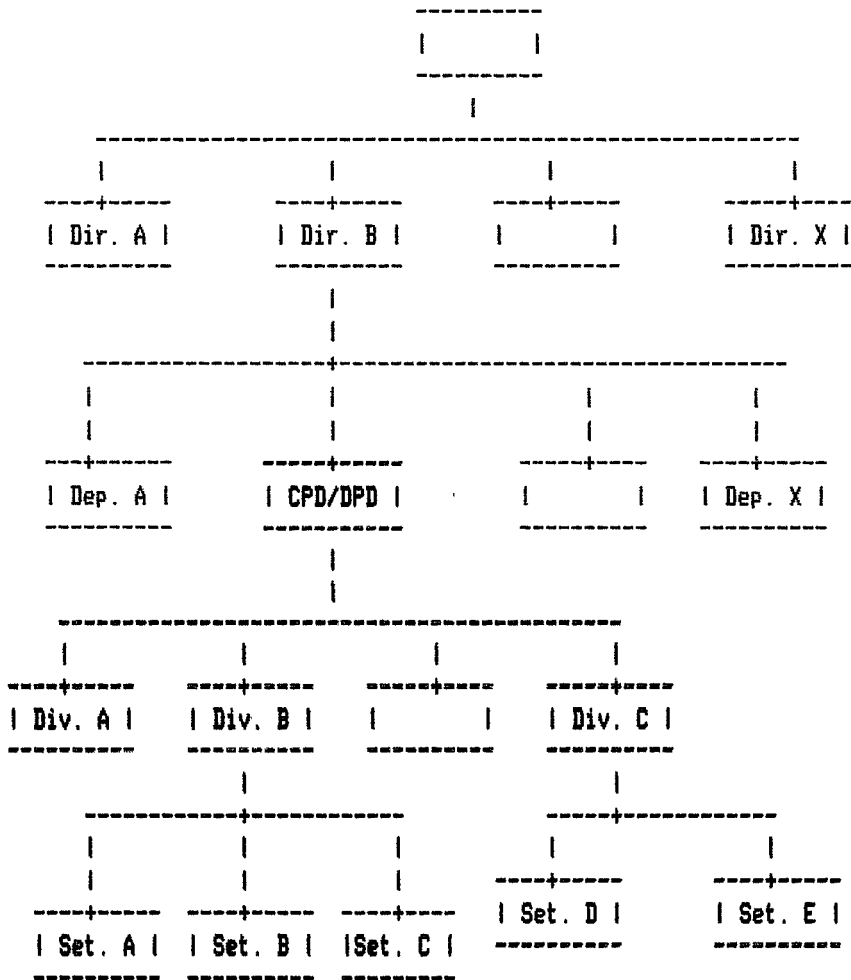 Dir. A Dir. B Dir. X
Dep. A CPD/DPD Dep. X
Div. A Div. B Div. C
Set. D Set. E
Set. A Set. B Set. C